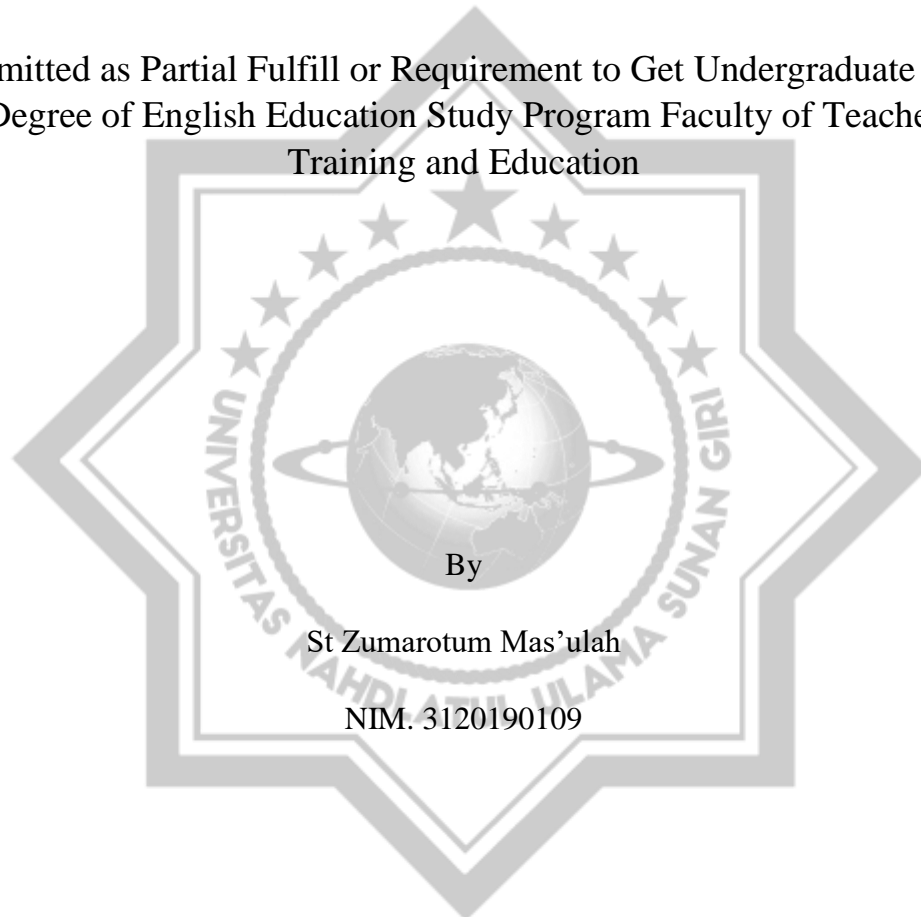 mitted as Partial Fulfill or Requirement to Get Undergraduate
Degree of English Education Study Program Faculty of Teache
Training and Education
UNIVERSITAS NAHDLATUL ULAMA SUNAN GIRI
By
St Zumarotum Mas’ulah
NIM. 3120190109